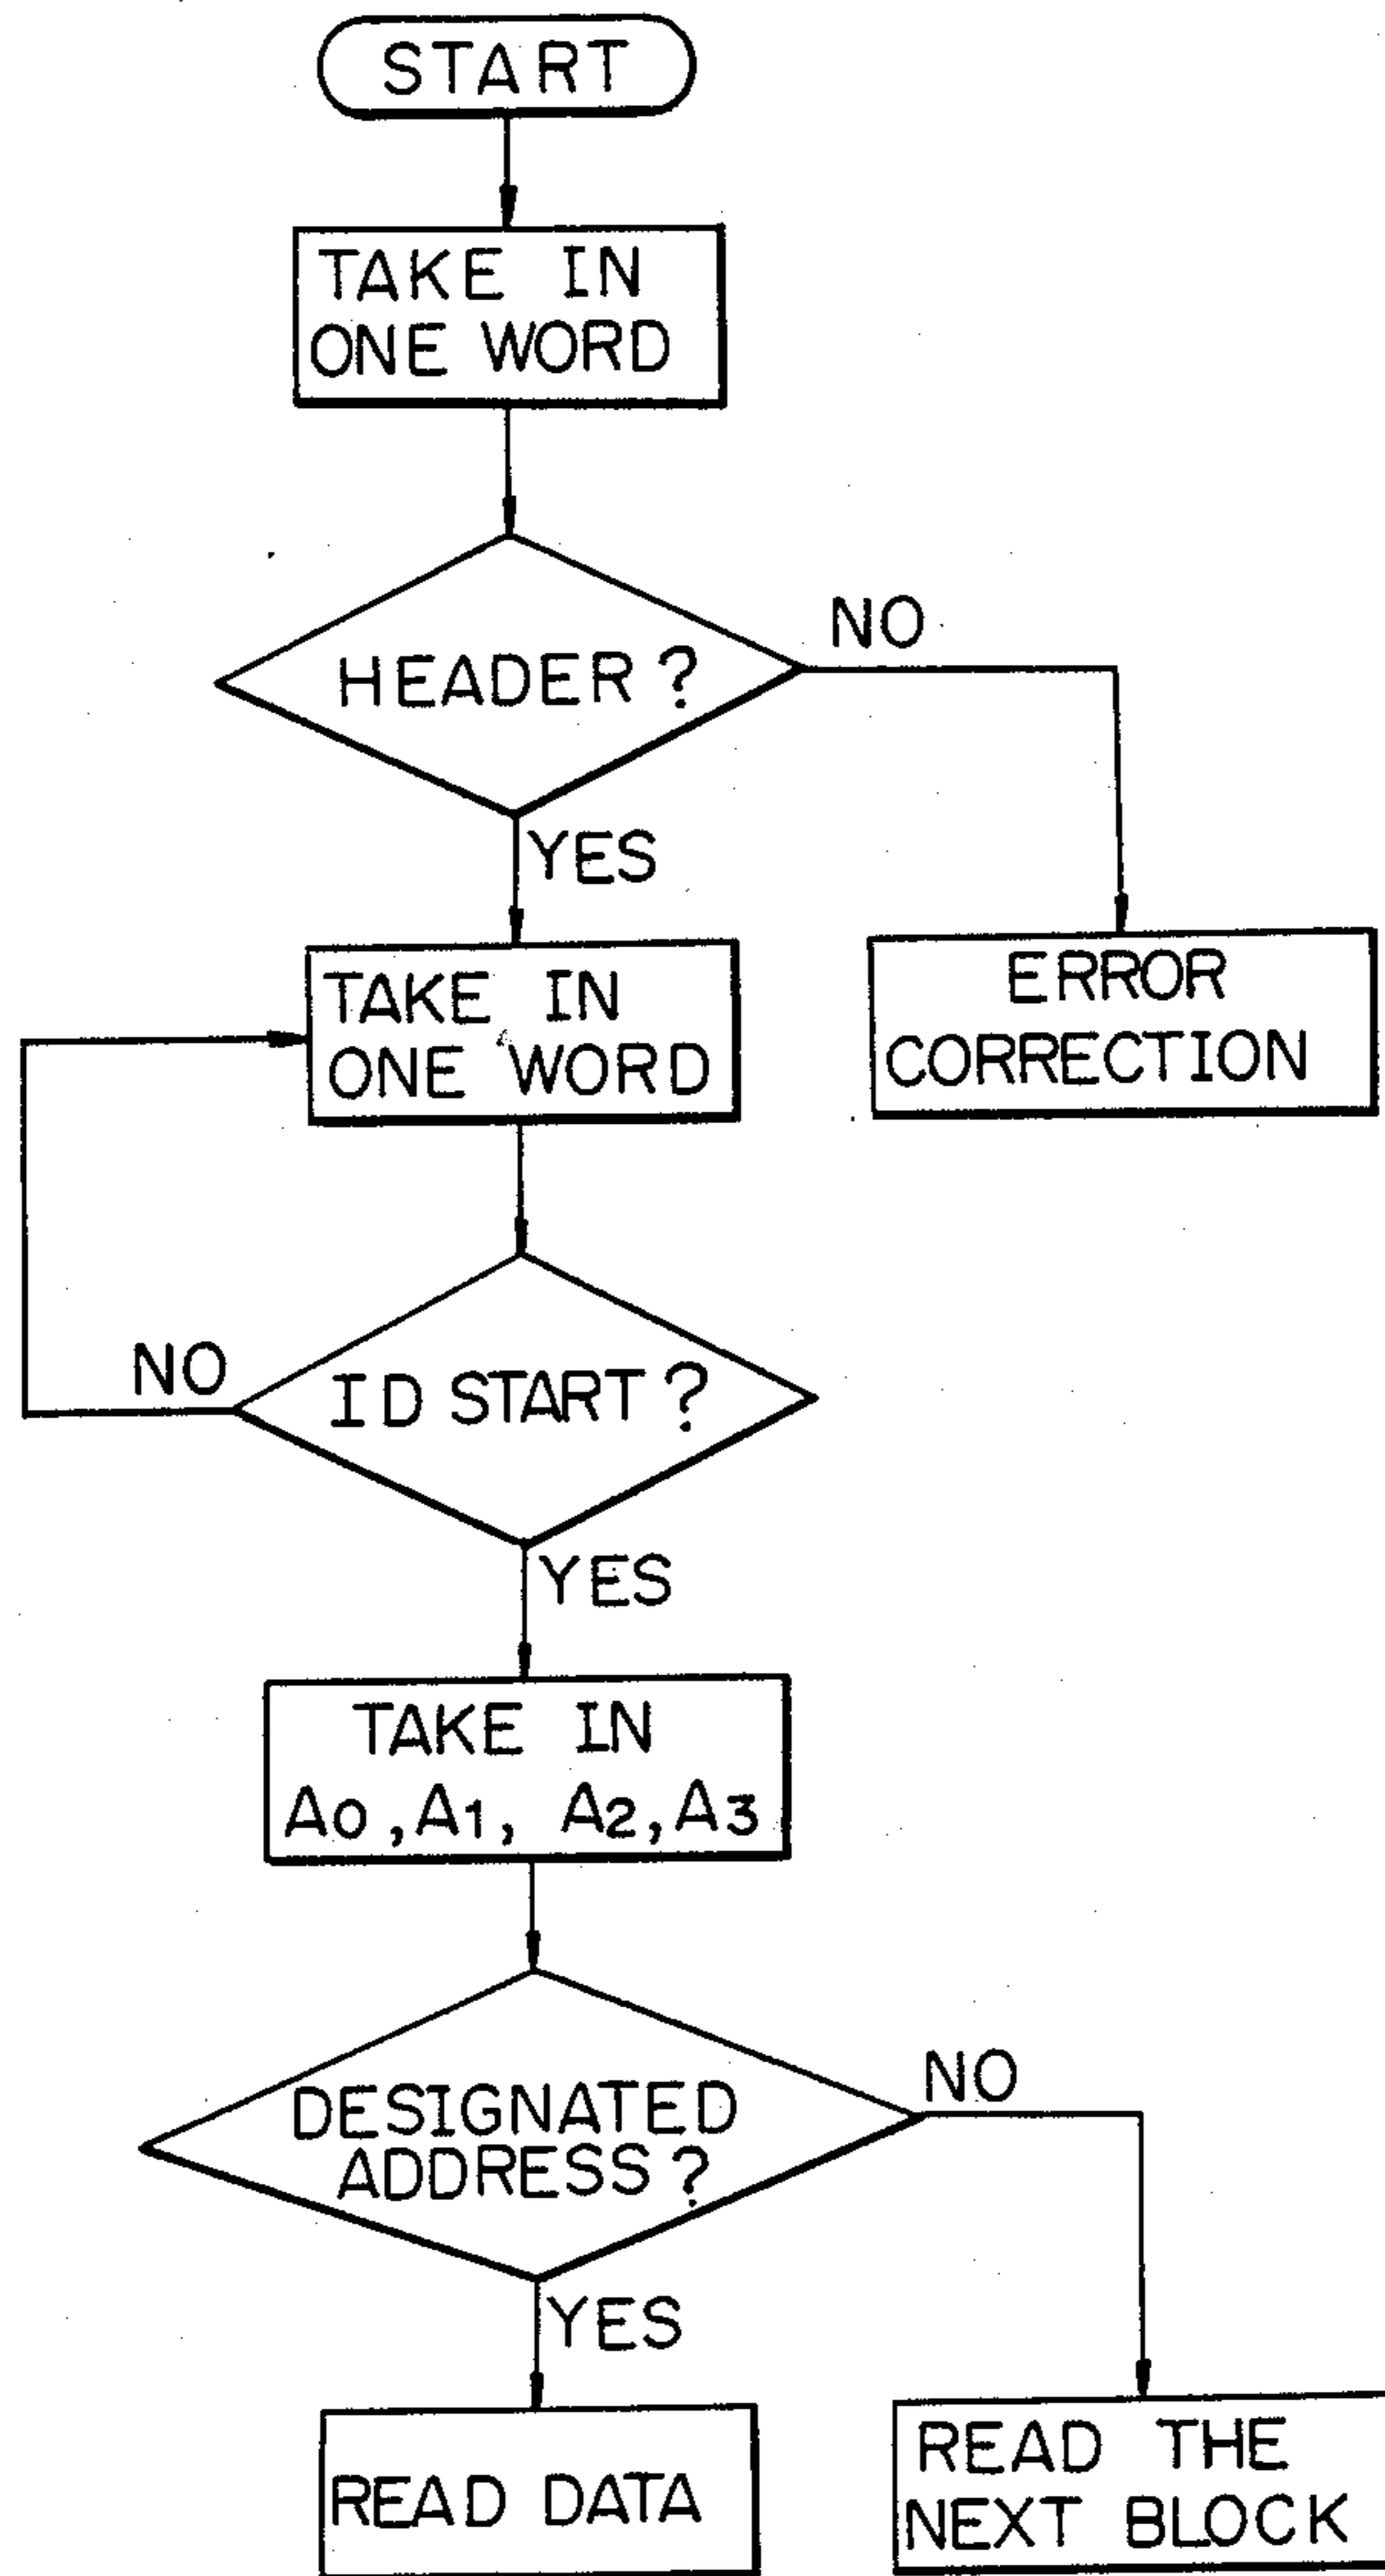 START
TAKE IN
ONE WORD
HEADER ?
NO
YES
TAKE IN
ONE WORD
ERROR
CORRECTION
NO
ID START ?
YES
TAKE IN
A0, A1, A2, A3
DESIGNATED
ADDRESS ?
NO
YES
READ DATA
READ THE
NEXT BLOCK